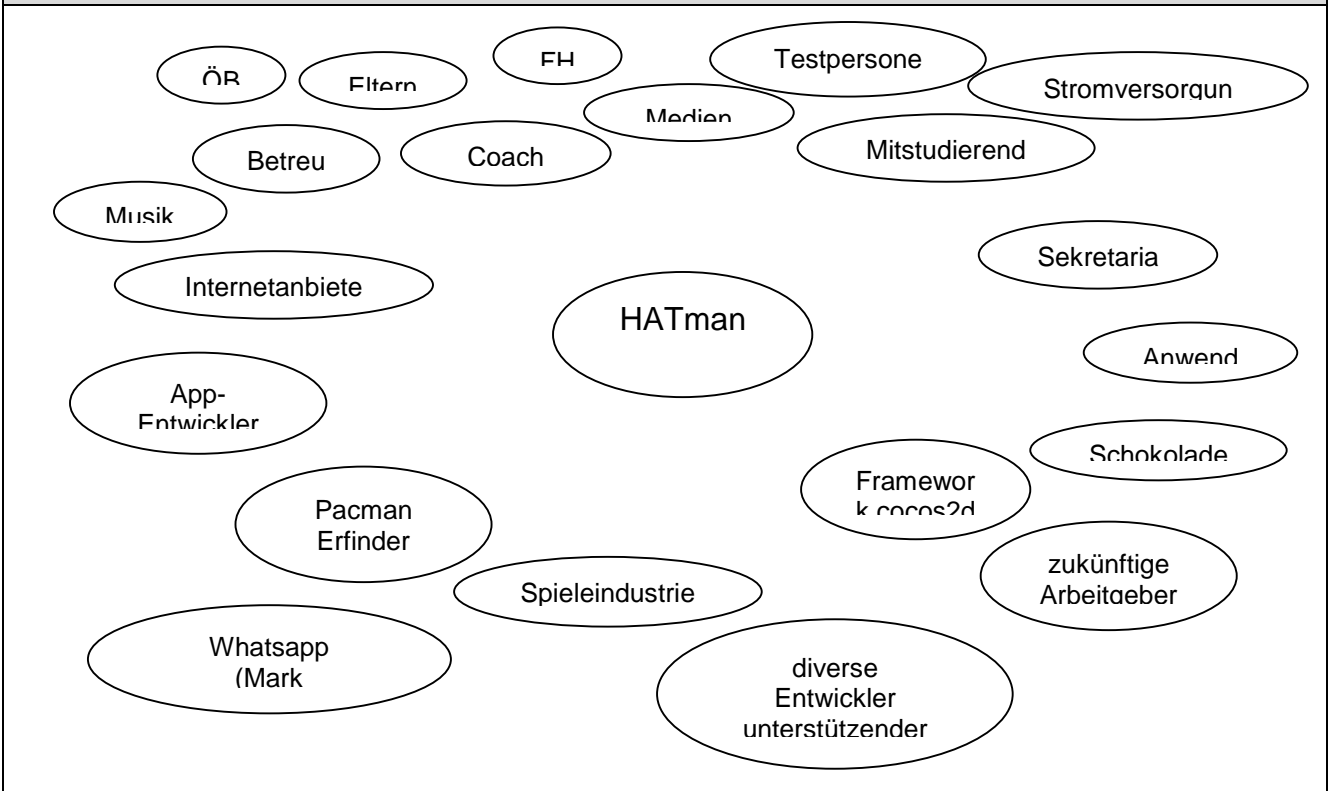 ÖB
Eltern
FH
Testpersone
Stromversorgun
Medien
Mitstudierend
Betreu
Coach
Musik
Sekretaria
Internetanbiete
HATman
Anwend
App-
Entwickler
Schokolade
Framewor
k cocos2d
Pacman
Erfinder
zukünftige
Arbeitgeber
Spieleindustrie
Whatsapp
(Mark
diverse
Entwickler
unterstützender